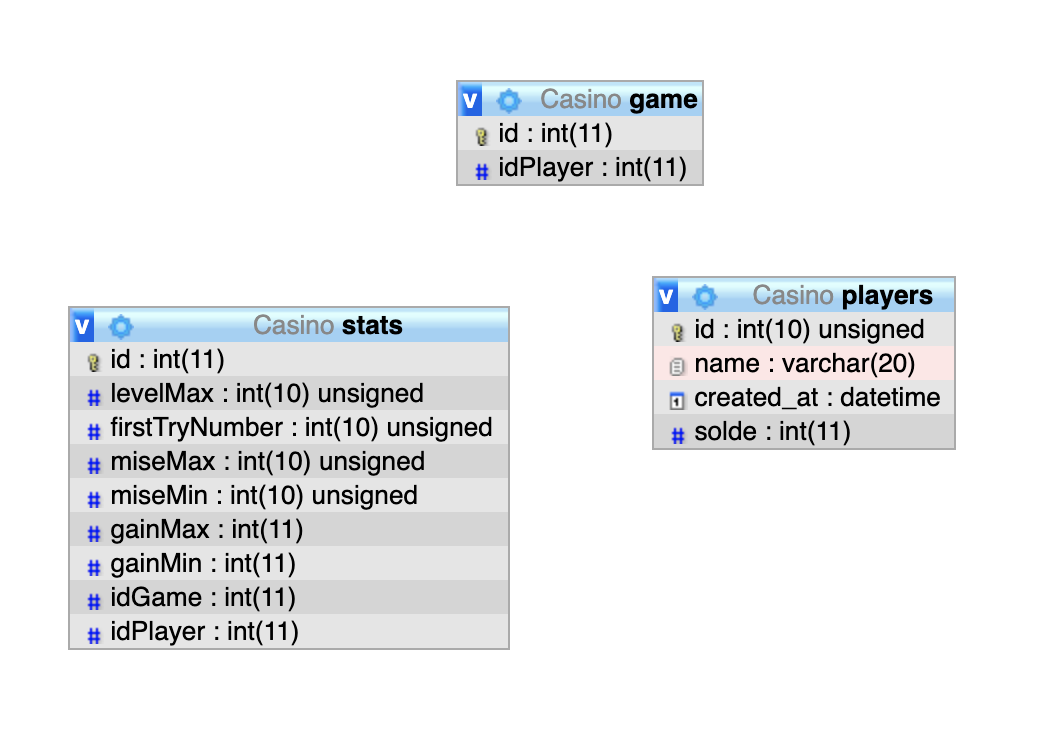 v Casino game
id : int(11)
# idPlayer : int(11)
v Casino stats
id : int(11)
# levelMax : int(10) unsigned
# firstTryNumber : int(10) unsigned
# miseMax : int(10) unsigned
# miseMin : int(10) unsigned
# gainMax : int(11)
# gainMin : int(11)
# idGame : int(11)
# idPlayer : int(11)
v Casino players
id : int(10) unsigned
name : varchar(20)
created_at : datetime
# solde : int(11)